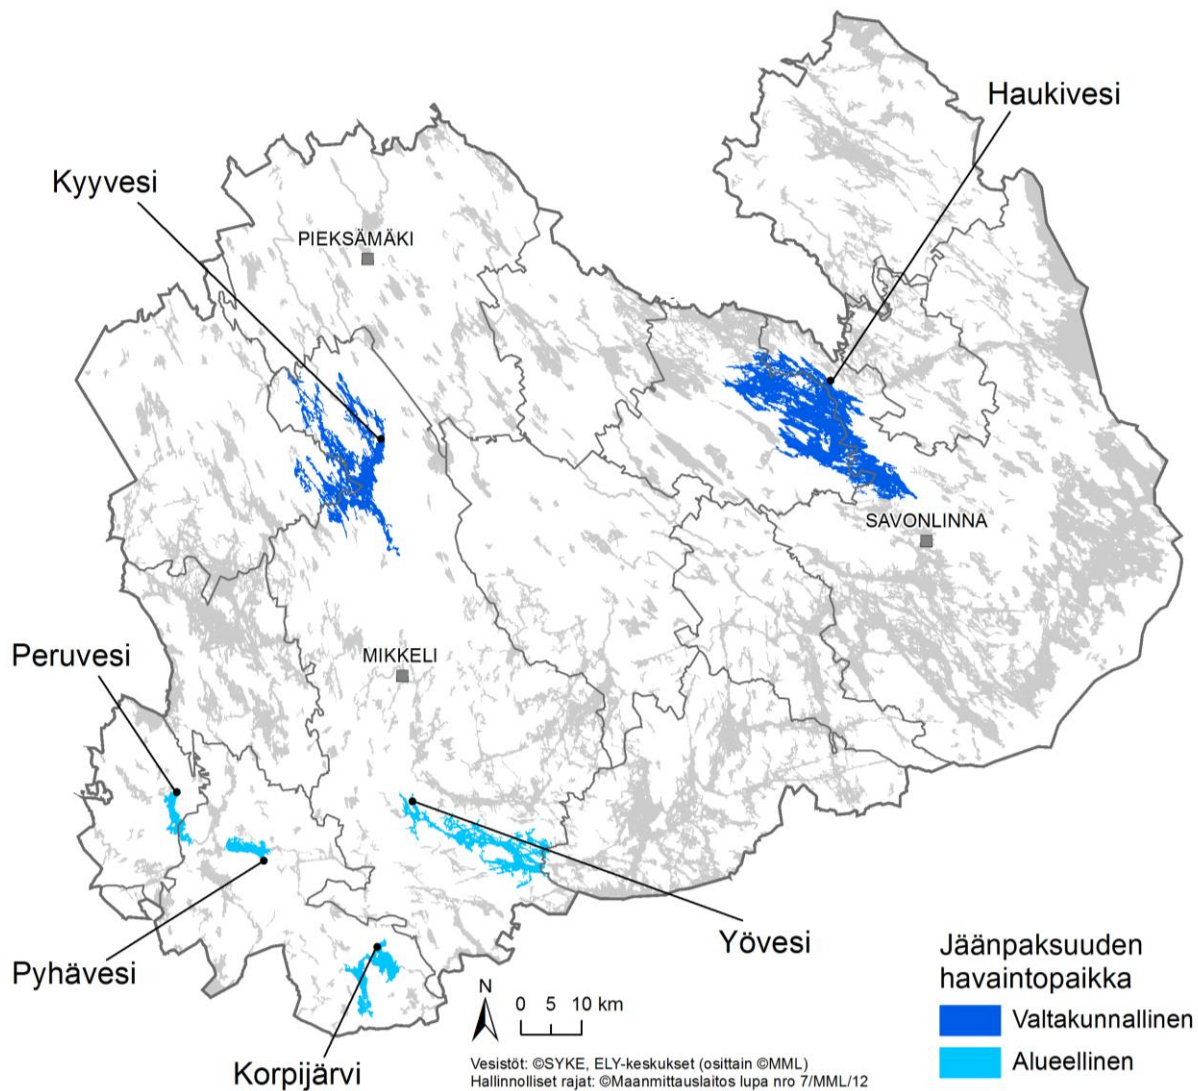 Haukivesi
Kyyvesi
PIEKSÄMÄKI
SAVONLINNA
Peruvesi
MIKKELI
Yövesi
Pyhävesi
Korpijärvi
N
0 5 10 km
Jäänpaksuuden
havaintopaikka
Valtakunnallinen
Alueellinen
Vesistöt: ©SYKE, ELY-keskukset (osittain ©MML)
Hallinnolliset rajat: ©Maanmittauslaitos lupa nro 7/MML/12